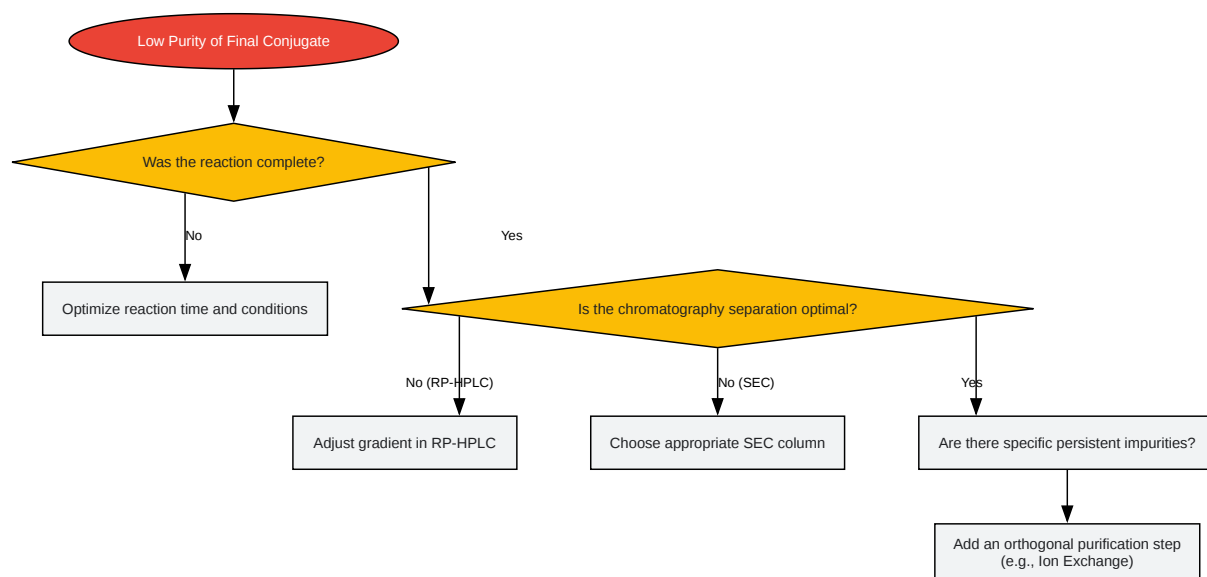 Low Purity of Final Conjugate
Was the reaction complete?
No
Yes
Optimize reaction time and conditions
Is the chromatography separation optimal?
No (RP-HPLC)
No (SEC)
Yes
Adjust gradient in RP-HPLC
Choose appropriate SEC column
Are there specific persistent impurities?
Add an orthogonal purification step
(e.g., Ion Exchange)